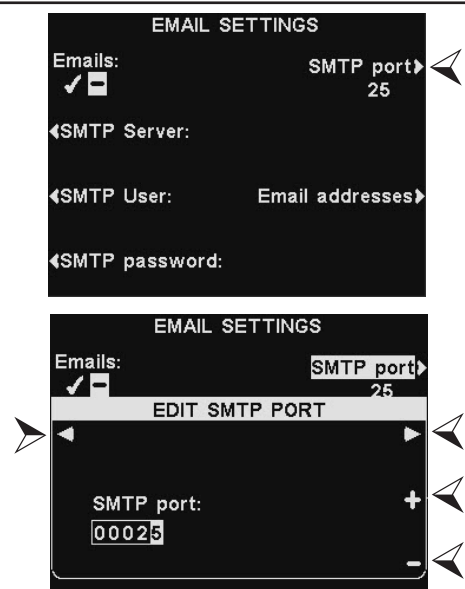 EMAIL SETTINGS
Emails:
SMTP port
25
SMTP Server:
SMTP User:
Email addresses
SMTP password:
EMAIL SETTINGS
Emails:
SMTP port
25
EDIT SMTP PORT
+
SMTP port:
00025
-